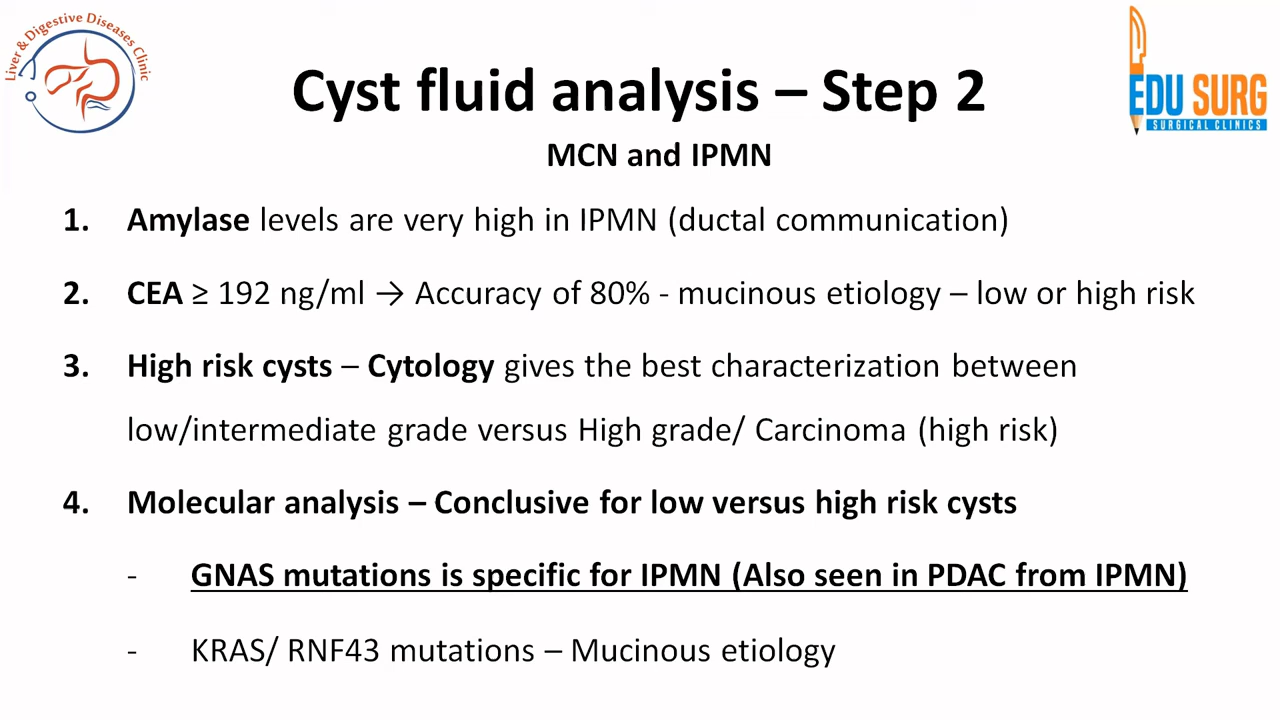 Liver & Digestive Diseases Clinic
EDU SURG
SURGICAL CLINICS
Cyst fluid analysis – Step 2
MCN and IPMN
1. Amylase levels are very high in IPMN (ductal communication)
2. CEA ≥ 192 ng/ml → Accuracy of 80% - mucinous etiology – low or high risk
3. High risk cysts – Cytology gives the best characterization between
low/intermediate grade versus High grade/ Carcinoma (high risk)
4. Molecular analysis – Conclusive for low versus high risk cysts
- GNAS mutations is specific for IPMN (Also seen in PDAC from IPMN)
- KRAS/ RNF43 mutations – Mucinous etiology